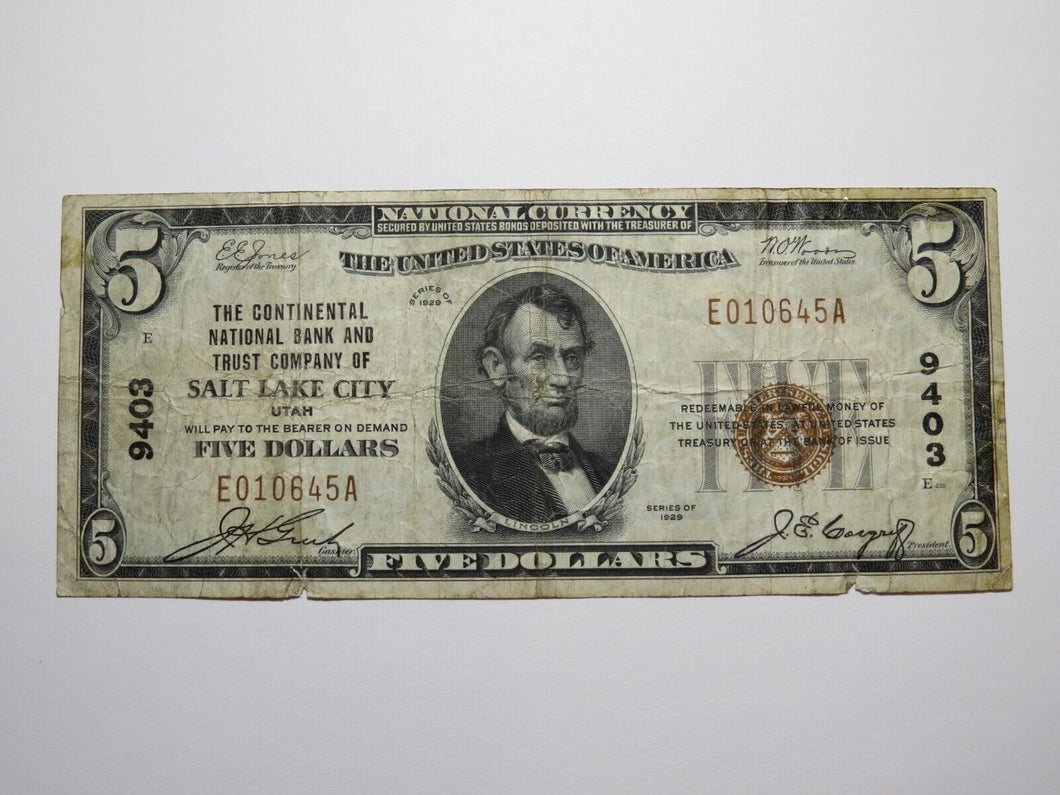 NATIONAL CURRENCY
SECURED BY UNITED STATES BONDS DEPOSITED WITH THE TREASURER OF
THE UNITED STATES OF AMERICA
5
5
E.E. Jones
Register of the Treasury.
W.O. Woods
Treasurer of the United States.
SERIES OF
1929
THE CONTINENTAL
NATIONAL BANK AND
TRUST COMPANY OF
SALT LAKE CITY
UTAH
WILL PAY TO THE BEARER ON DEMAND
FIVE DOLLARS
E
9403
E010645A
E010645A
9403
FIVE
REDEEMABLE IN LAWFUL MONEY OF
THE UNITED STATES, AT UNITED STATES
TREASURY OR AT THE BANK OF ISSUE
E
SERIES OF
1929
LINCOLN
Cashier.
J. E. Cosgriff
President.
5
5
FIVE DOLLARS